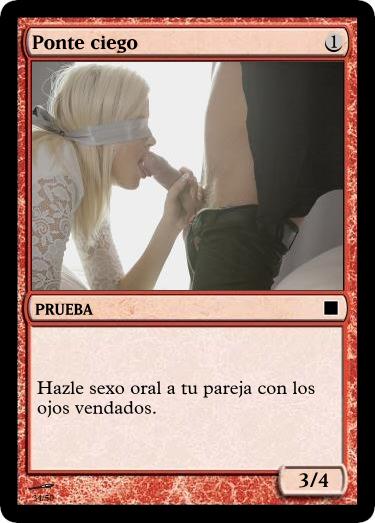 Ponte ciego
1
PRUEBA
Hazle sexo oral a tu pareja con los
ojos vendados.
3/4